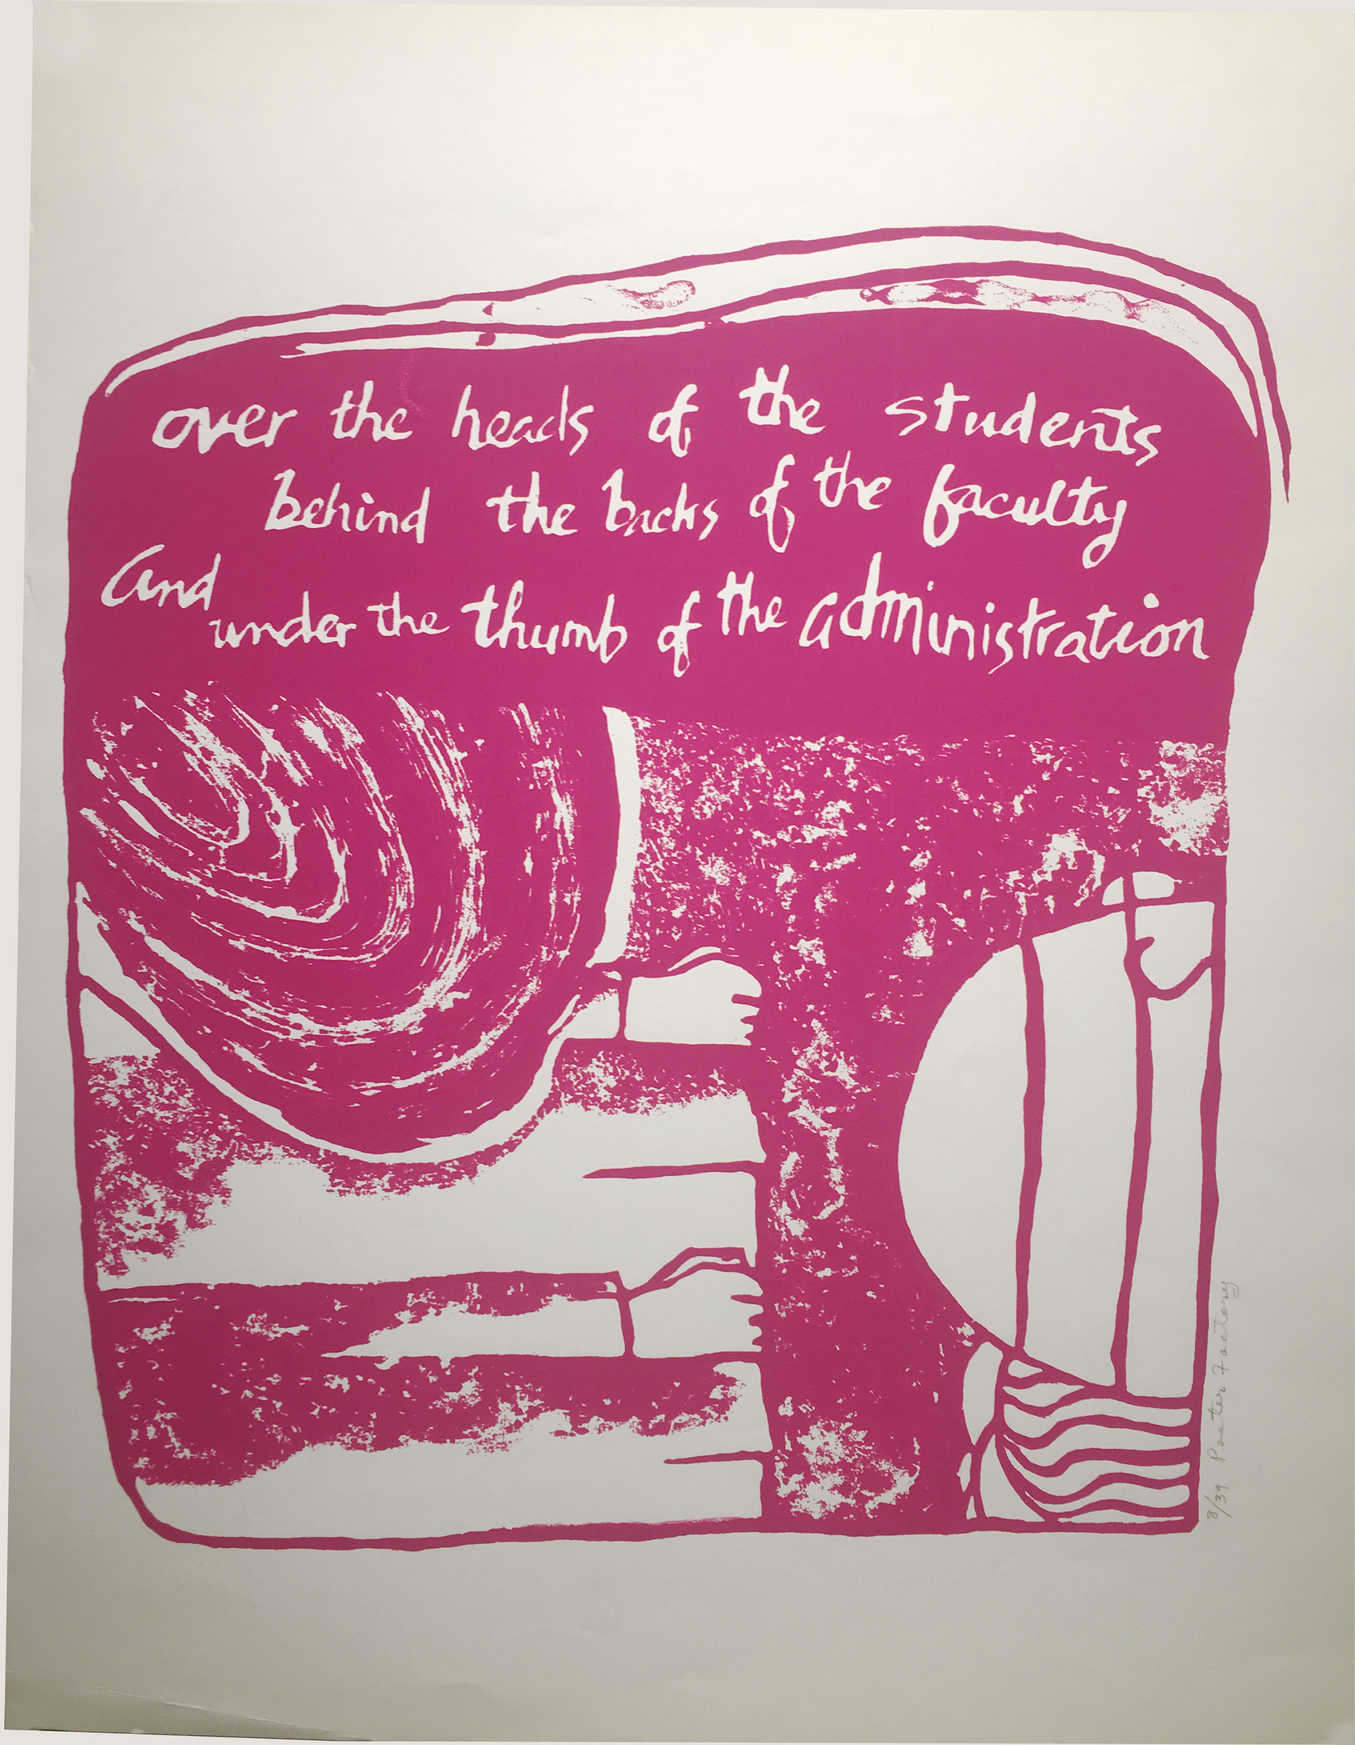 over the heads of the students
behind the backs of the faculty
and under the thumb of the administration
8/39 Poster Factory